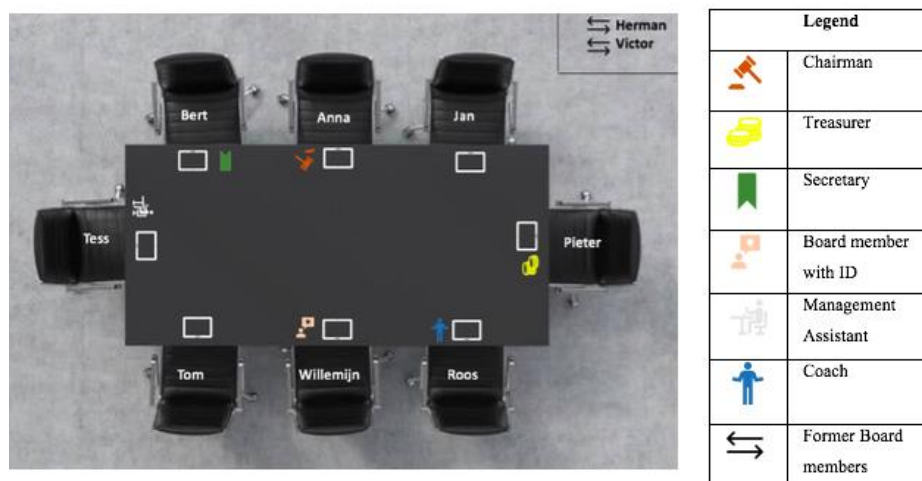 Herman
Victor
Bert
Anna
Jan
Tess
Pieter
Tom
Willemijn
Roos
Legend
Chairman
Treasurer
Secretary
Board member
with ID
Management
Assistant
Coach
Former Board
members